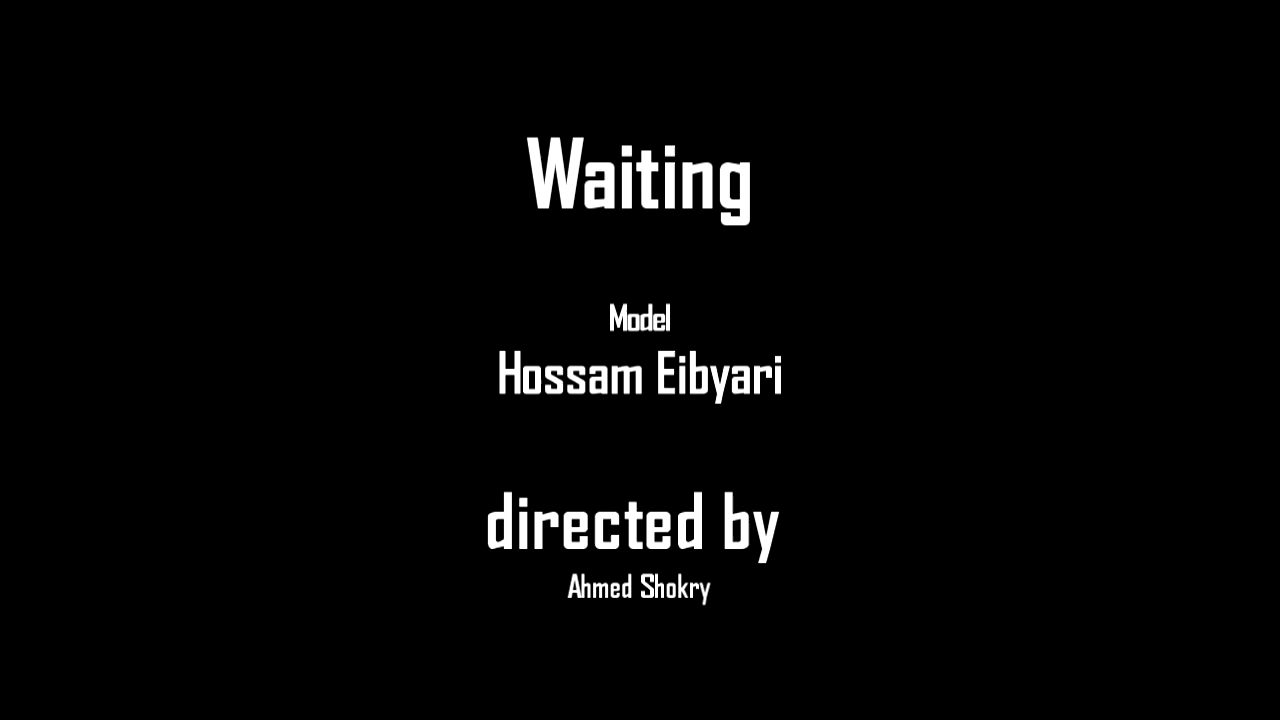 Waiting
Model
Hossam Eibyari
directed by
Ahmed Shokry